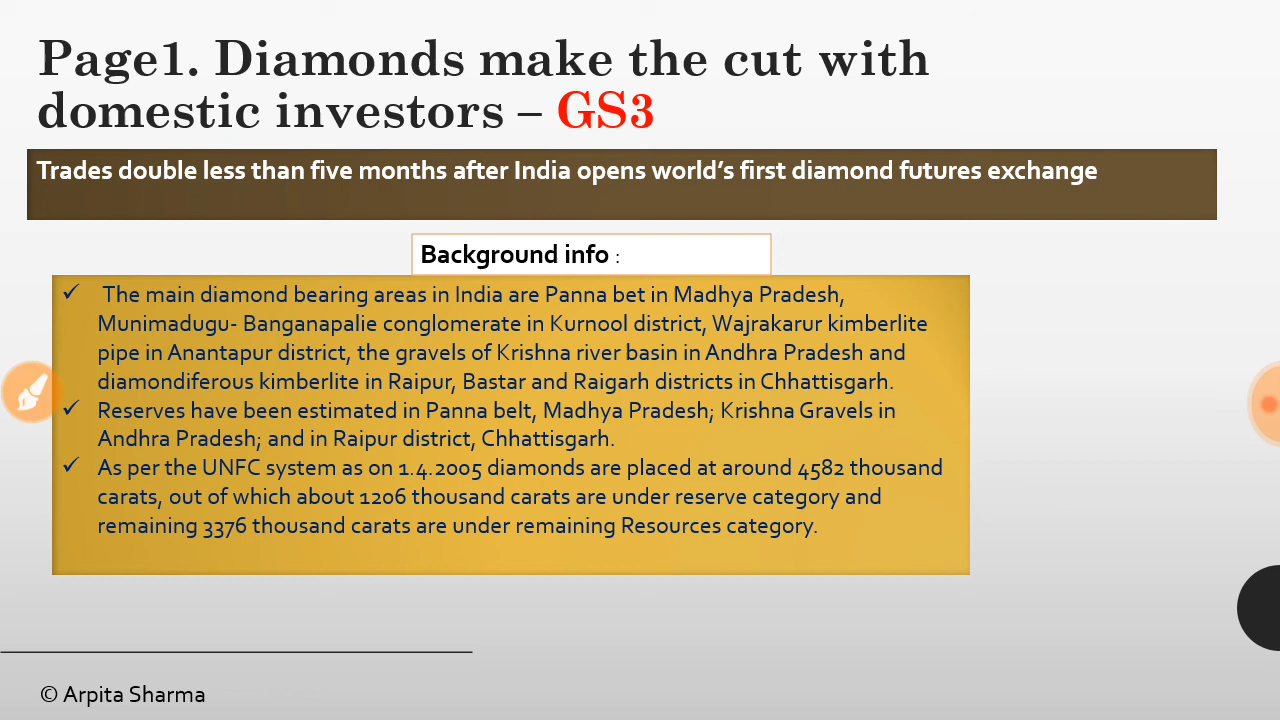 Page1. Diamonds make the cut with
domestic investors – GS3
Trades double less than five months after India opens world’s first diamond futures exchange
Background info :
✓ The main diamond bearing areas in India are Panna bet in Madhya Pradesh,
Munimadugu- Banganapalie conglomerate in Kurnool district, Wajrakarur kimberlite
pipe in Anantapur district, the gravels of Krishna river basin in Andhra Pradesh and
diamondiferous kimberlite in Raipur, Bastar and Raigarh districts in Chhattisgarh.
✓ Reserves have been estimated in Panna belt, Madhya Pradesh; Krishna Gravels in
Andhra Pradesh; and in Raipur district, Chhattisgarh.
✓ As per the UNFC system as on 1.4.2005 diamonds are placed at around 4582 thousand
carats, out of which about 1206 thousand carats are under reserve category and
remaining 3376 thousand carats are under remaining Resources category.
© Arpita Sharma